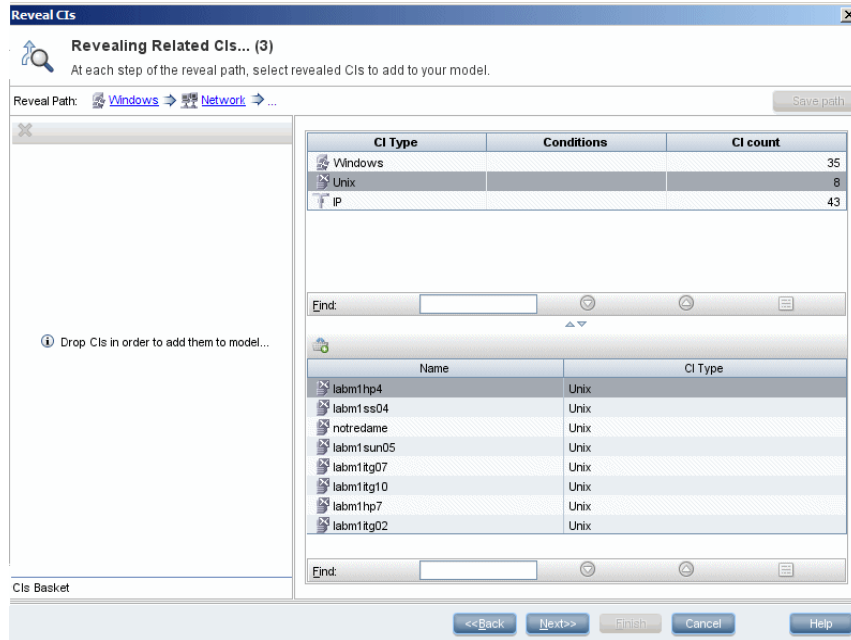 Reveal CIs
Revealing Related CIs... (3)
At each step of the reveal path, select revealed CIs to add to your model.
Reveal Path: Windows Network ...
Save path
CI Type Conditions CI count
Windows 35
Unix 8
IP 43
Find:
Drop CIs in order to add them to model...
Name CI Type
labm1hp4 Unix
labm1ss04 Unix
notredame Unix
labm1sun05 Unix
labm1itg07 Unix
labm1itg10 Unix
labm1hp7 Unix
labm1itg02 Unix
Find:
CIs Basket
<<Back Next>> Finish Cancel Help